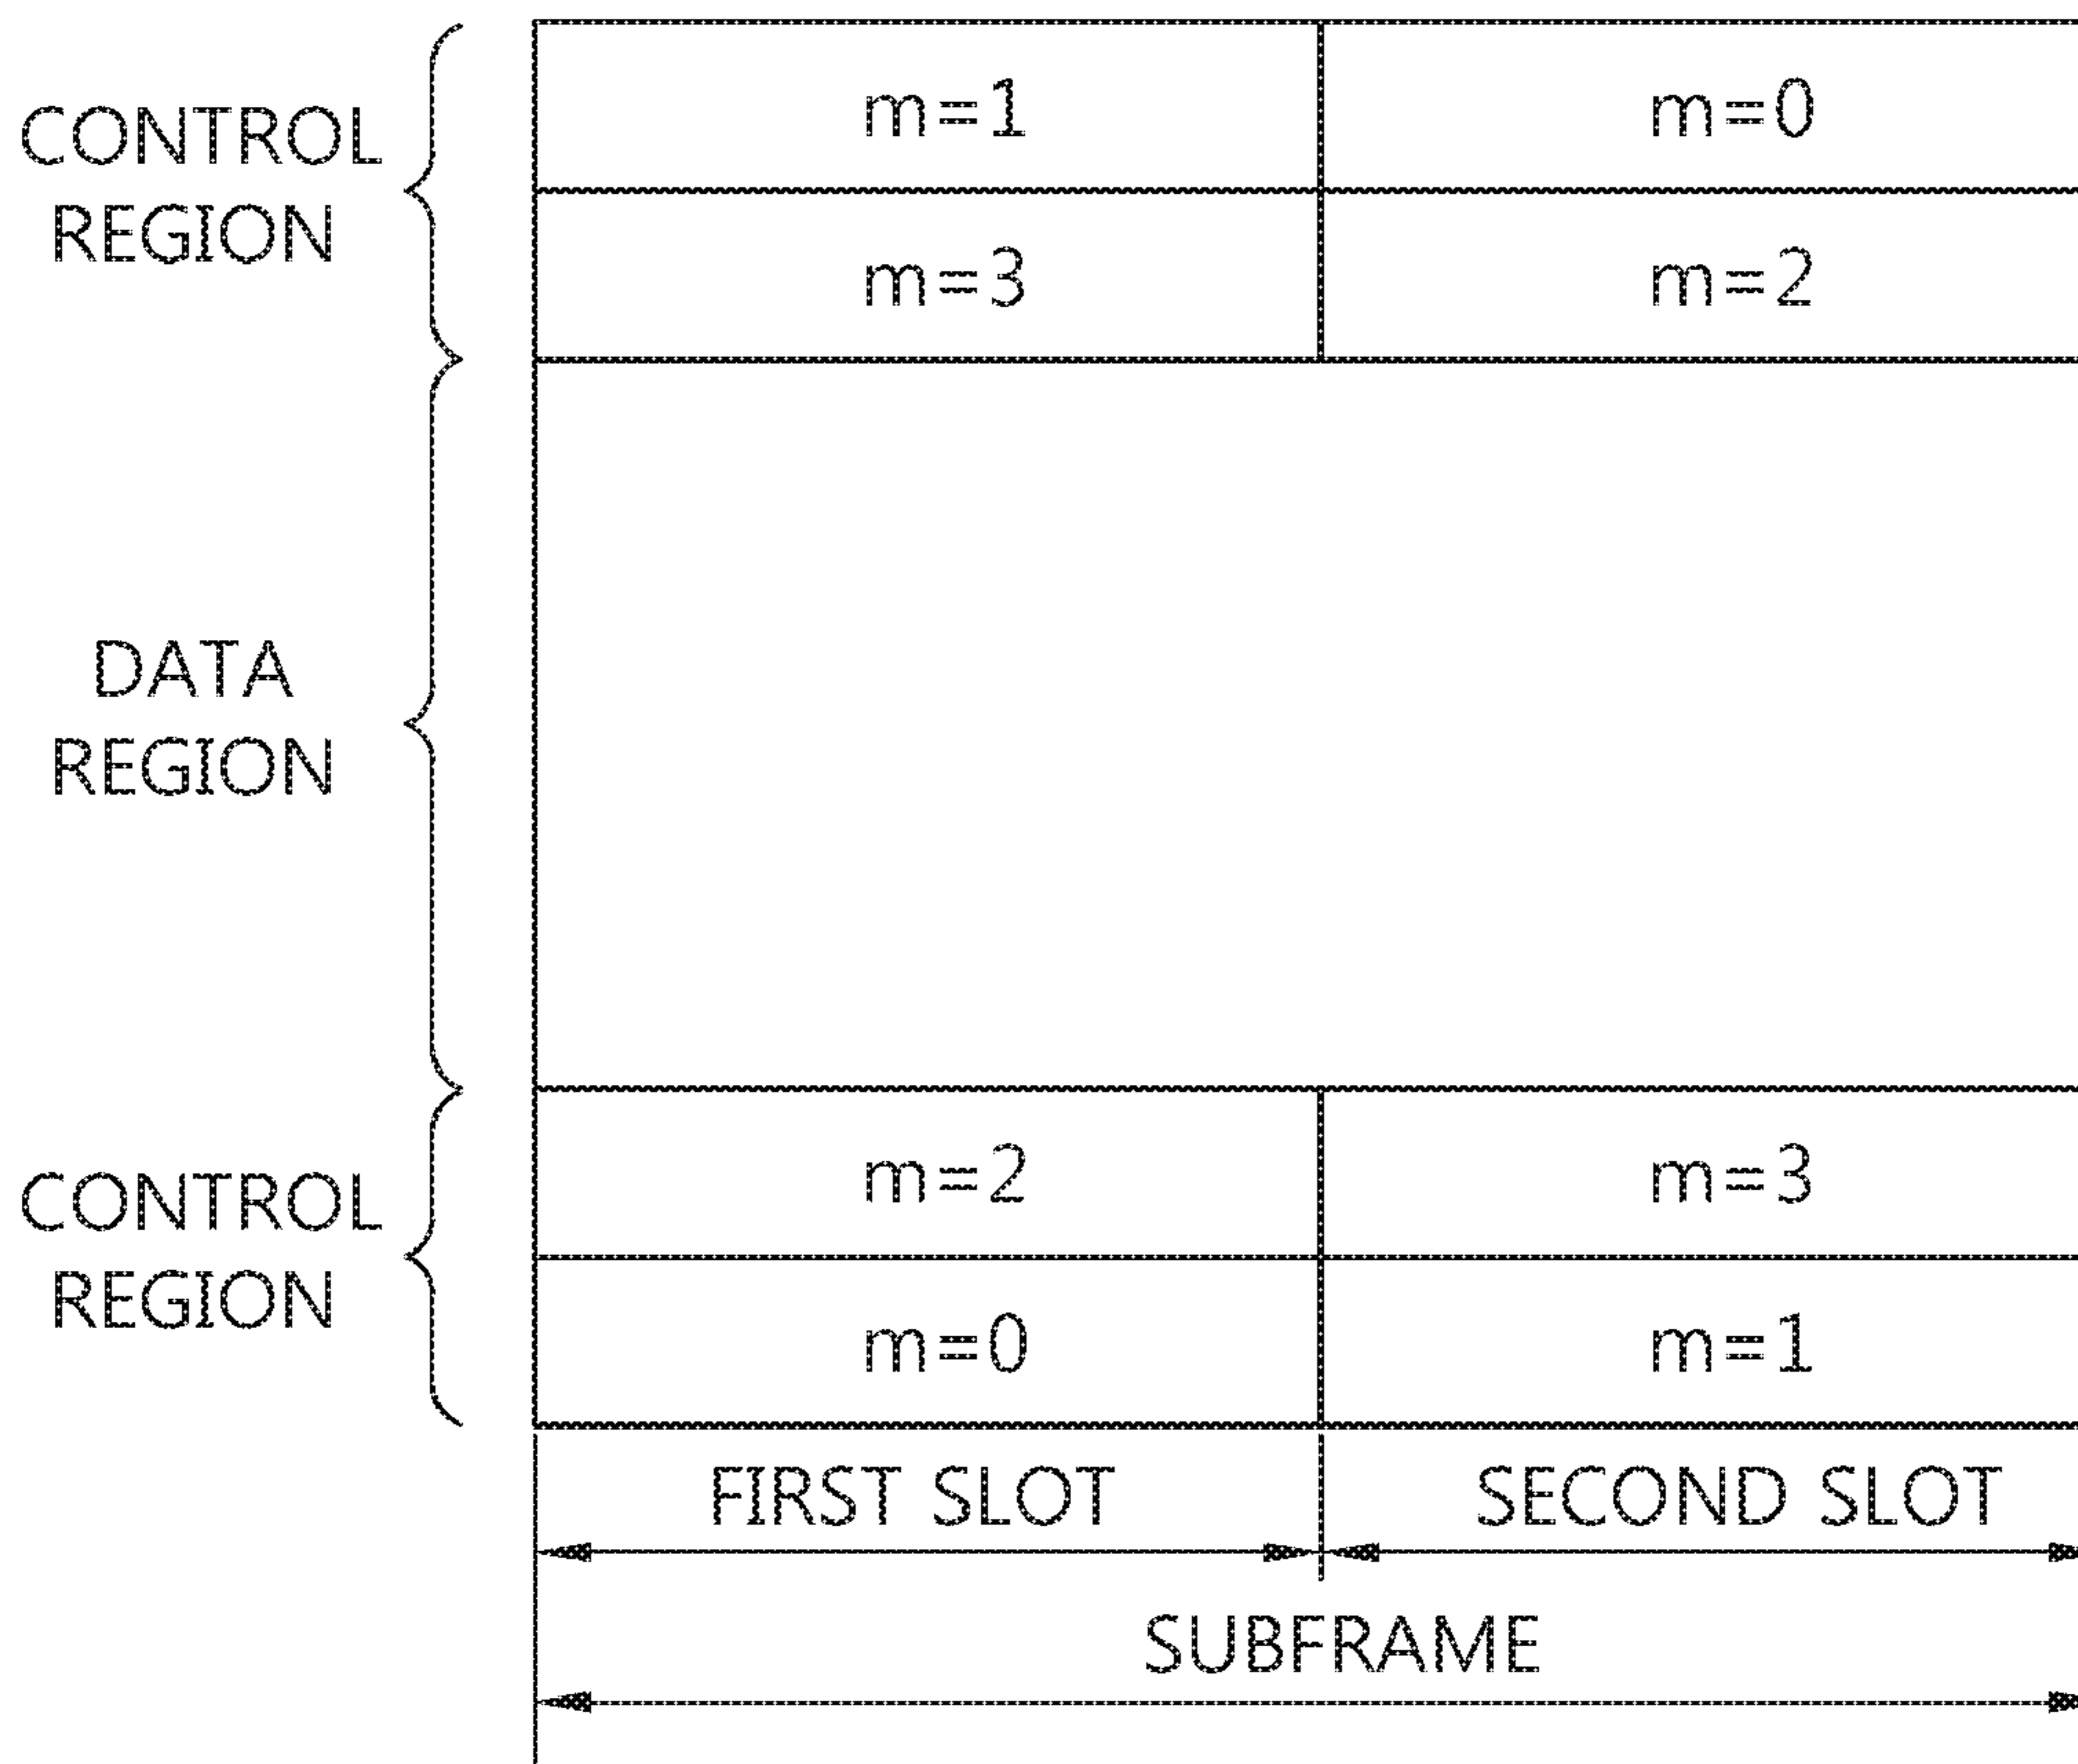 CONTROL
REGION
m=1 m=0
m=3 m=2
DATA
REGION
CONTROL
REGION
m=2 m=3
m=0 m=1
FIRST SLOT SECOND SLOT
SUBFRAME